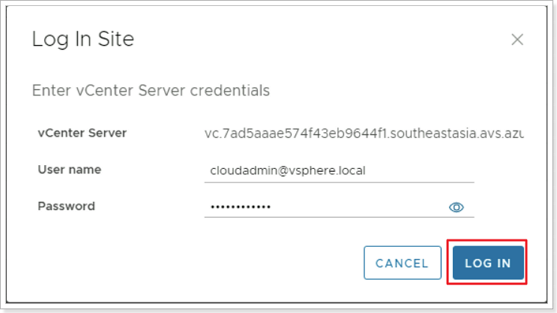 Log In Site
Enter vCenter Server credentials
vCenter Server vc.7ad5aaae574f43eb9644f1.southeastasia.avs.azu
User name cloudadmin@vsphere.local
Password ••••••••••••
CANCEL LOG IN